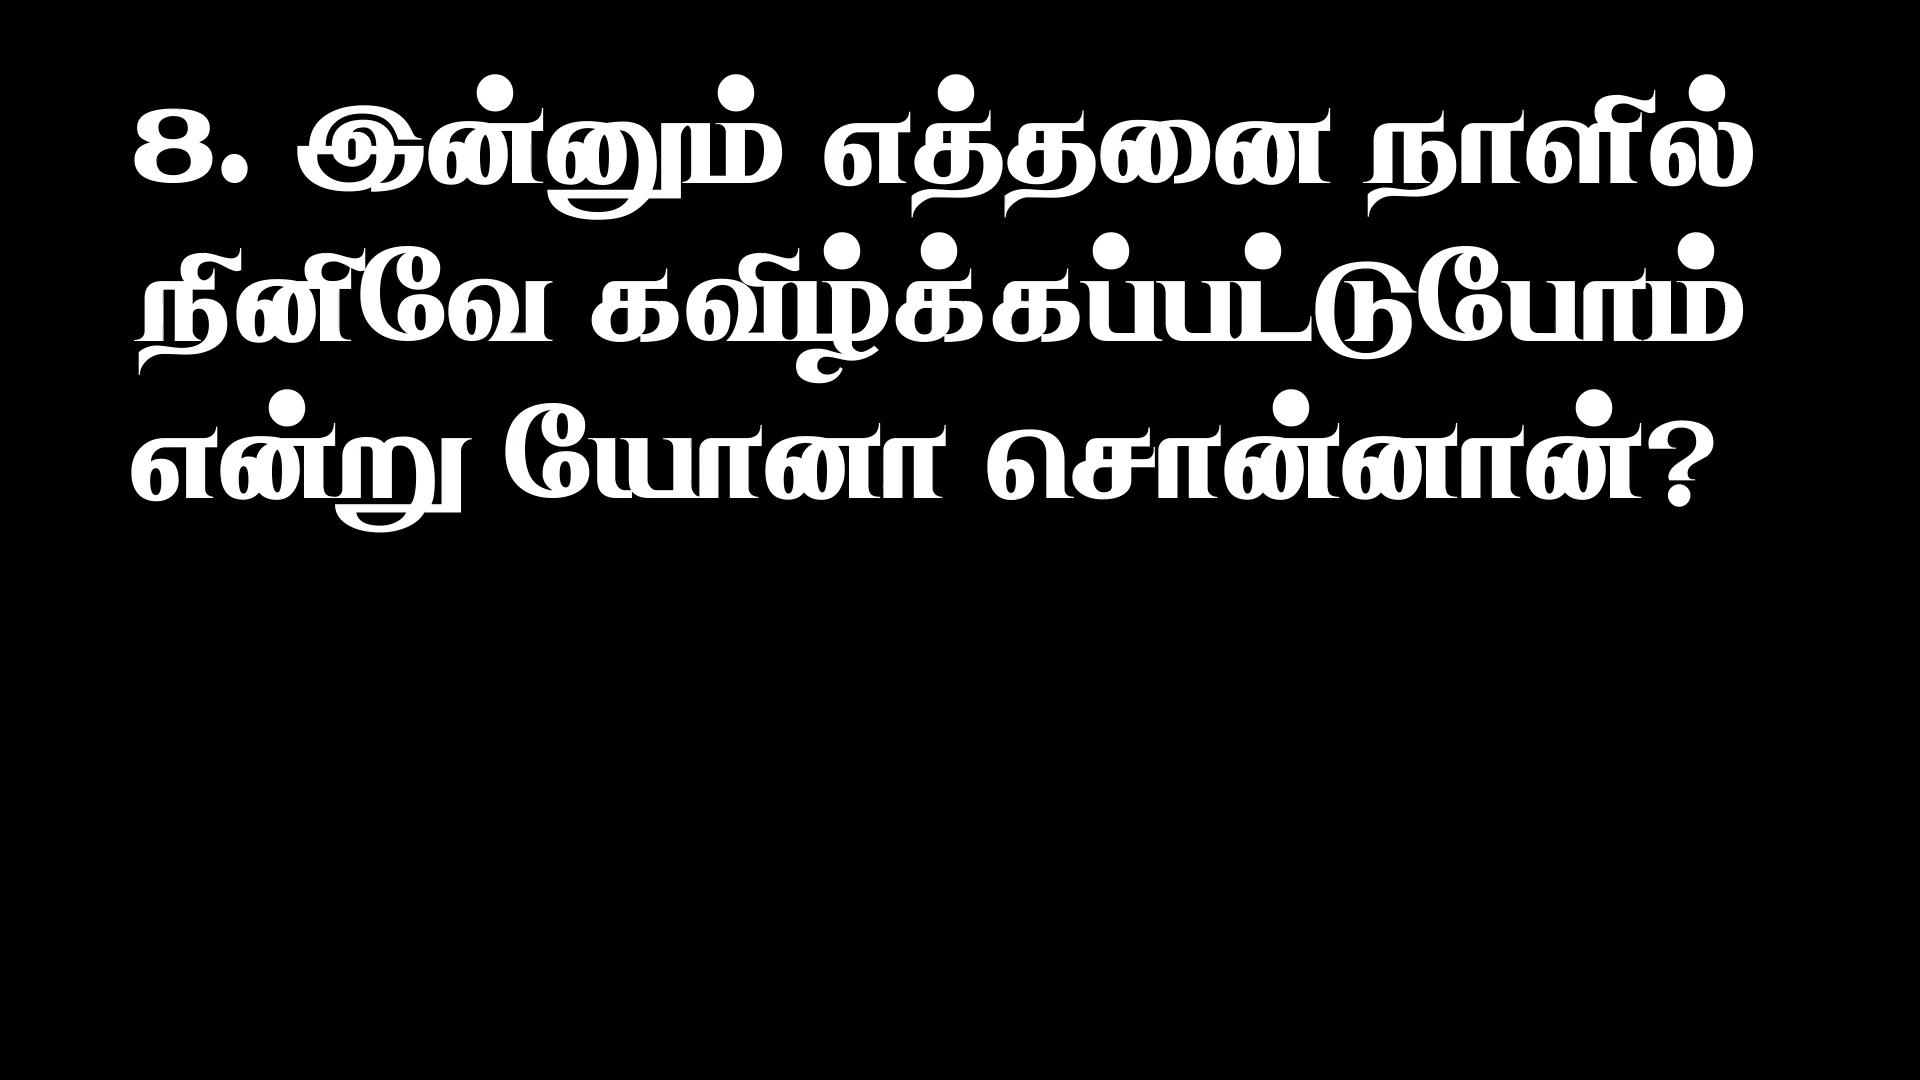 8. இன்னும் எத்தனை நாளில்
நினிவே கவிழ்க்கப்பட்டுபோம்
என்று யோனா சொன்னான்?